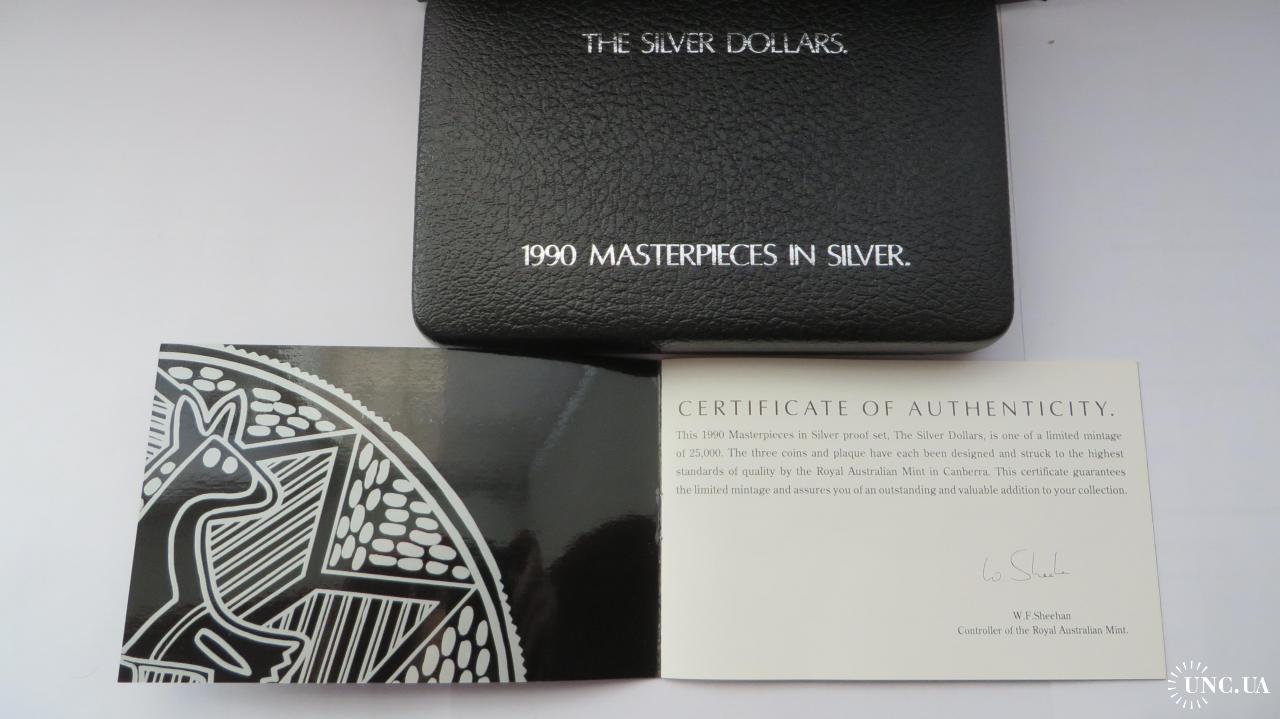 THE SILVER DOLLARS.
1990 MASTERPIECES IN SILVER.
CERTIFICATE OF AUTHENTICITY.
This 1990 Masterpieces in Silver proof set, The Silver Dollars, is one of a limited mintage
of 25,000. The three coins and plaque have each been designed and struck to the highest
standards of quality by the Royal Australian Mint in Canberra. This certificate guarantees
the limited mintage and assures you of an outstanding and valuable addition to your collection.
W.F.Sheehan
Controller of the Royal Australian Mint.
UNC.UA